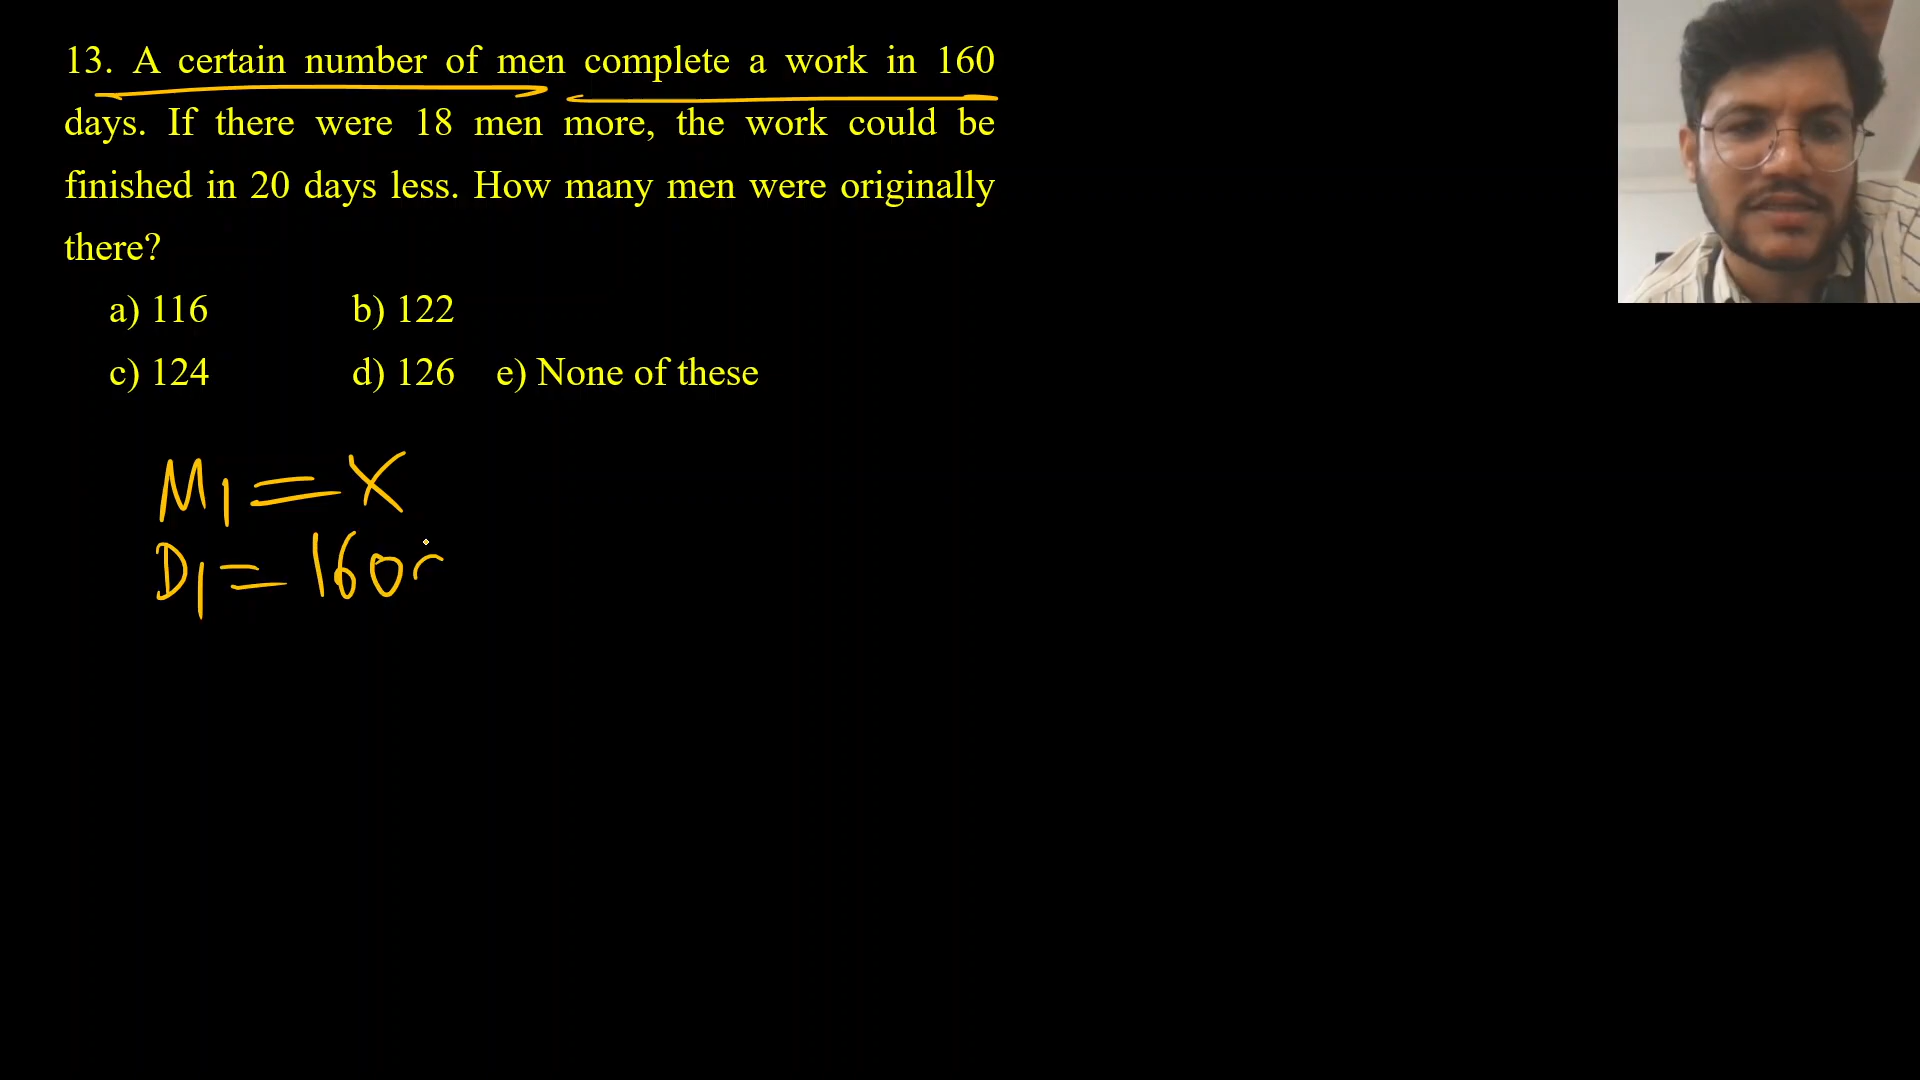 13. A certain number of men complete a work in 160
days. If there were 18 men more, the work could be
finished in 20 days less. How many men were originally
there?
a) 116 b) 122
c) 124 d) 126 e) None of these
M1 = X
D1 = 160